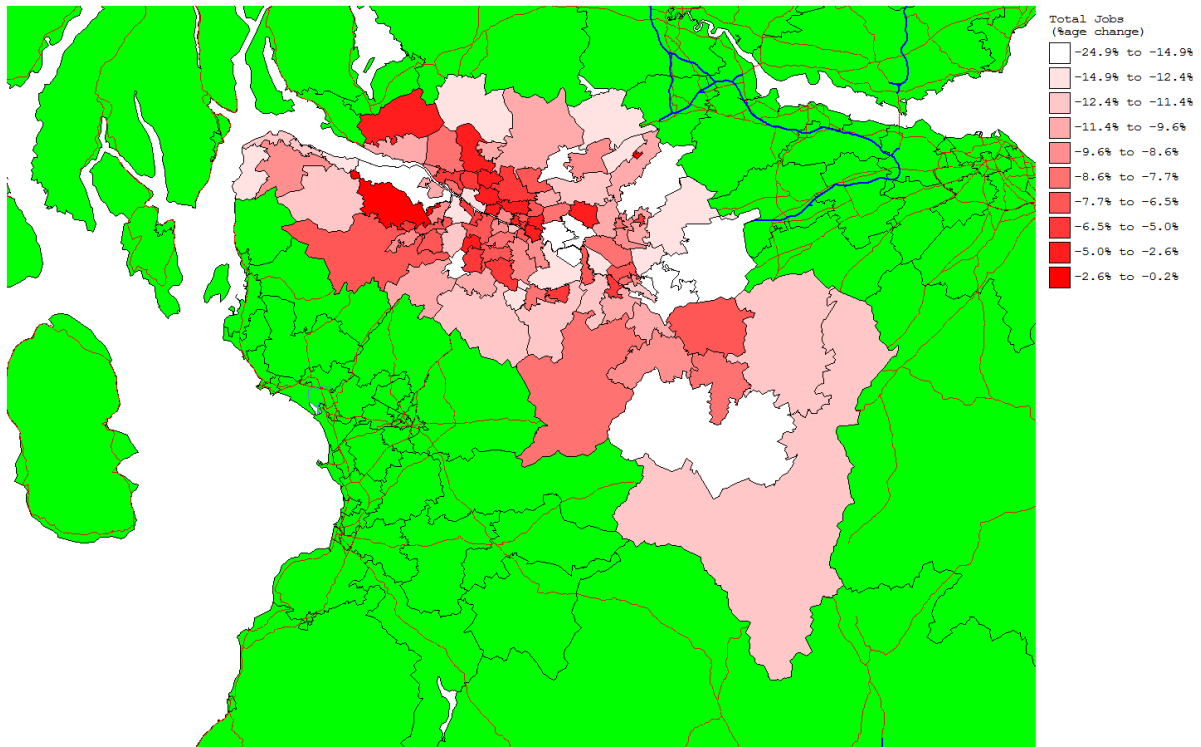 Total Jobs
(%age change)
-24.9% to -14.9%
-14.9% to -12.4%
-12.4% to -11.4%
-11.4% to -9.6%
-9.6% to -8.6%
-8.6% to -7.7%
-7.7% to -6.5%
-6.5% to -5.0%
-5.0% to -2.6%
-2.6% to -0.2%